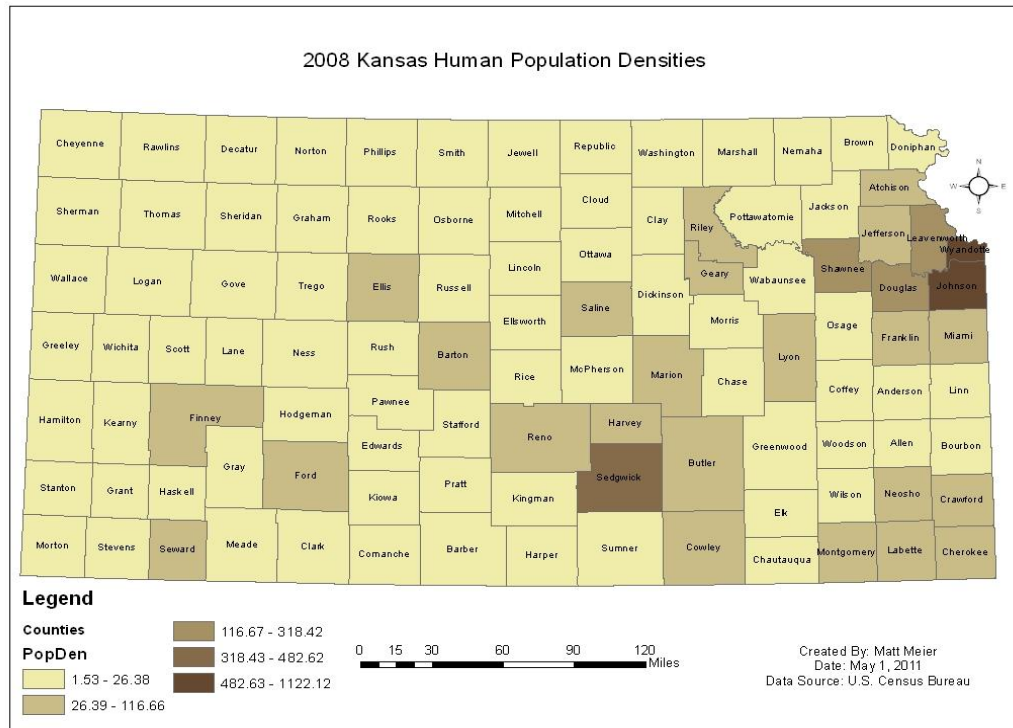 2008 Kansas Human Population Densities
Cheyenne Rawlins Decatur Norton Phillips Smith Jewell Republic Washington Marshall Nemaha Brown Doniphan
Atchison
N
W E
S
Sherman Thomas Sheridan Graham Rooks Osborne Mitchell Cloud Clay Riley Pottawatomie Jackson Jefferson Leavenworth
Wyandotte
Wallace Logan Gove Trego Ellis Russell Lincoln Ottawa Dickinson Geary Wabaunsee Shawnee Douglas Johnson
Saline
Ellsworth Morris Osage Franklin Miami
Greeley Wichita Scott Lane Ness Rush Barton Rice McPherson Marion Chase Lyon Coffey Anderson Linn
Hamilton Kearny Finney Hodgeman Pawnee Stafford Reno Harvey Butler Greenwood Woodson Allen Bourbon
Edwards
Stanton Grant Haskell Gray Ford Kiowa Pratt Kingman Sedgwick Elk Wilson Neosho Crawford
Morton Stevens Seward Meade Clark Comanche Barber Harper Sumner Cowley Chautauqua Montgomery Labette Cherokee
Legend
Counties
PopDen
1.53 - 26.38
26.39 - 116.66
116.67 - 318.42
318.43 - 482.62
482.63 - 1122.12
0 15 30 60 90 120
Miles
Created By: Matt Meier
Date: May 1, 2011
Data Source: U.S. Census Bureau